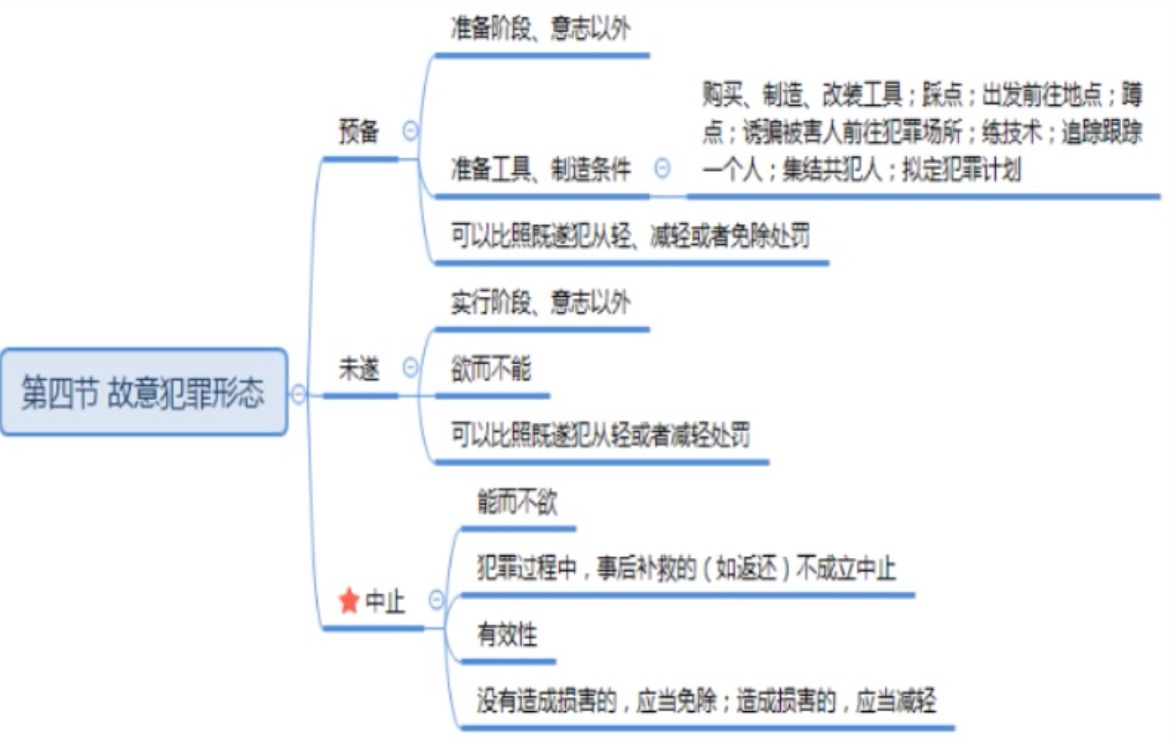 第四节 故意犯罪形态
预备
准备阶段、意志以外
准备工具、制造条件
购买、制造、改装工具；踩点；出发前往地点；蹲
点；诱骗被害人前往犯罪场所；练技术；追踪跟踪
一个人；集结共犯人；拟定犯罪计划
可以比照既遂犯从轻、减轻或者免除处罚
未遂
实行阶段、意志以外
欲而不能
可以比照既遂犯从轻或者减轻处罚
中止
能而不欲
犯罪过程中，事后补救的（如返还）不成立中止
有效性
没有造成损害的，应当免除；造成损害的，应当减轻